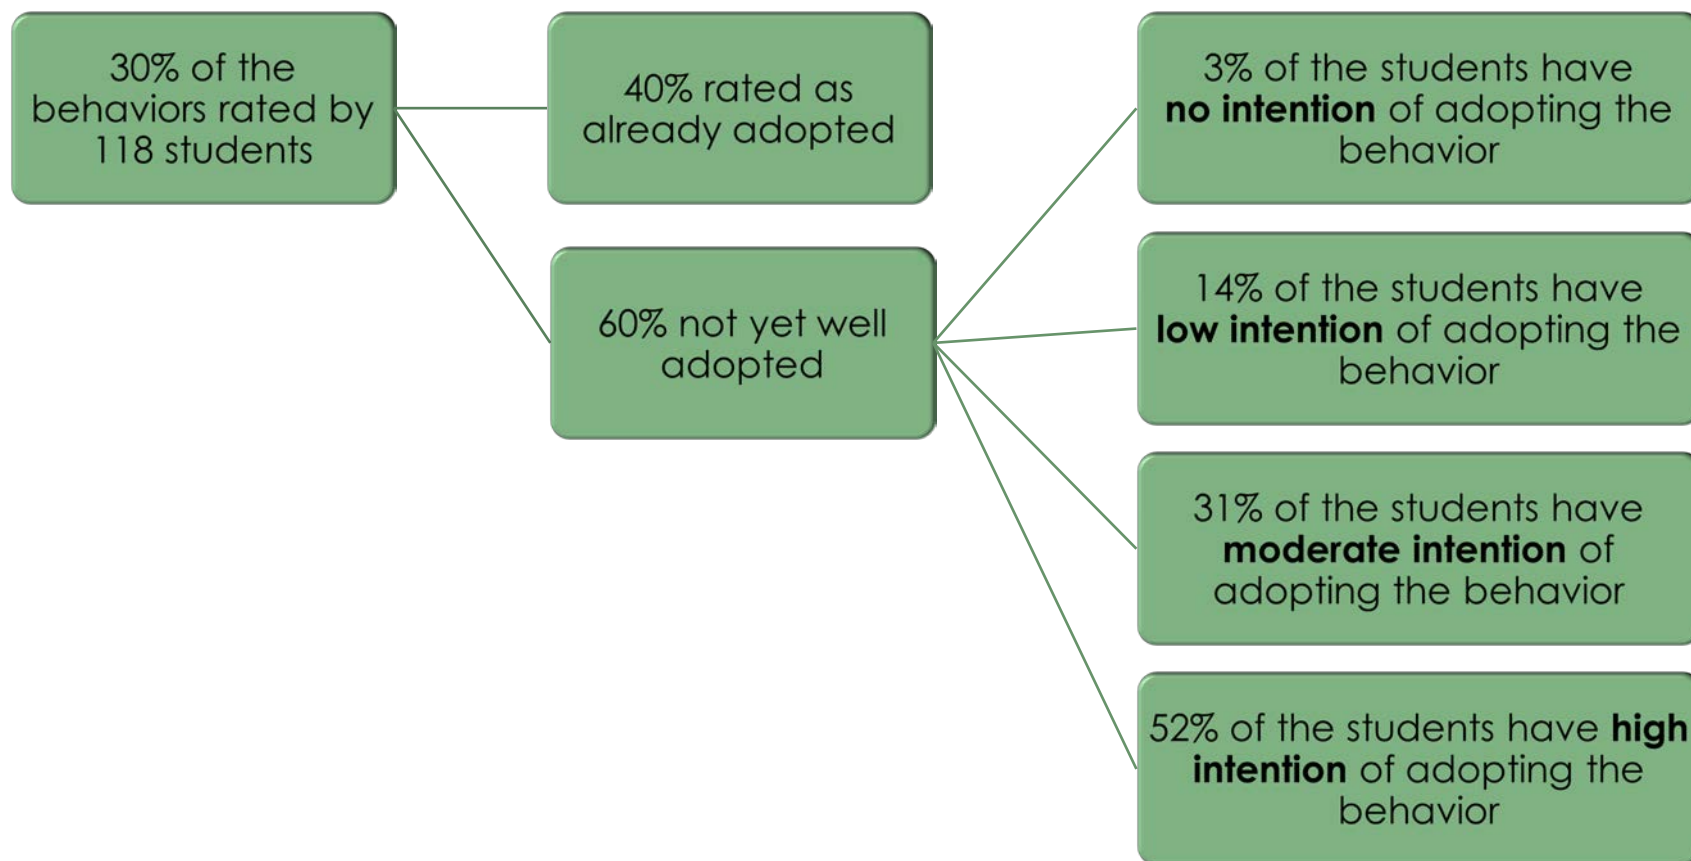 30% of the
behaviors rated by
118 students
40% rated as
already adopted
60% not yet well
adopted
3% of the students have
no intention of adopting the
behavior
14% of the students have
low intention of adopting the
behavior
31% of the students have
moderate intention of
adopting the behavior
52% of the students have high
intention of adopting the
behavior